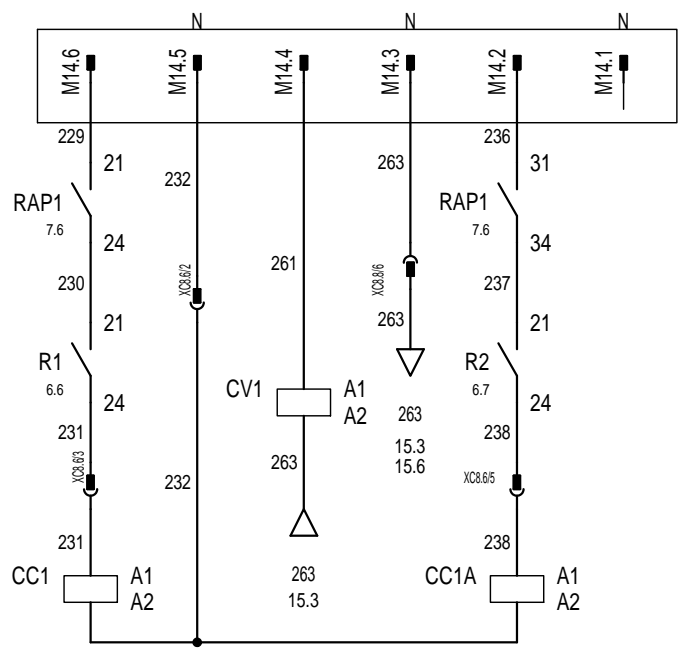 N N N
M14.6 M14.5 M14.4 M14.3 M14.2 M14.1
229 236
21 232 263 31
RAP1 RAP1
7.6 7.6
24 34
230 XC8.6/2 261 XC8.8/6 237
21 263 21
R1 R2
6.6 CV1 A1 6.7
24 A2 263 24
231 15.3 238
XC8.6/3 232 263 15.6 XC8.6/5
231 238
CC1 A1 263 CC1A A1
A2 15.3 A2